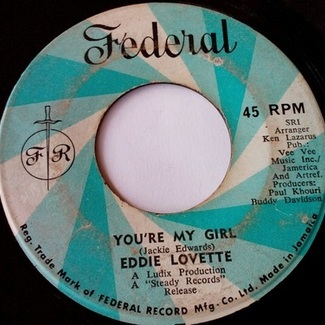 Federal
45 RPM
F R
SRI
Arranger
Ken Lazarus
Pub.:
Vee Vee
Music Inc./
Jamerica
And Artref.
Producers:
Paul Khouri
Buddy Davidson
YOU'RE MY GIRL
(Jackie Edwards)
EDDIE LOVETTE
A Ludix Production
A "Steady Records"
Release
Reg. Trade Mark of FEDERAL RECORD Mfg. Co. Ltd. Made in Jamaica